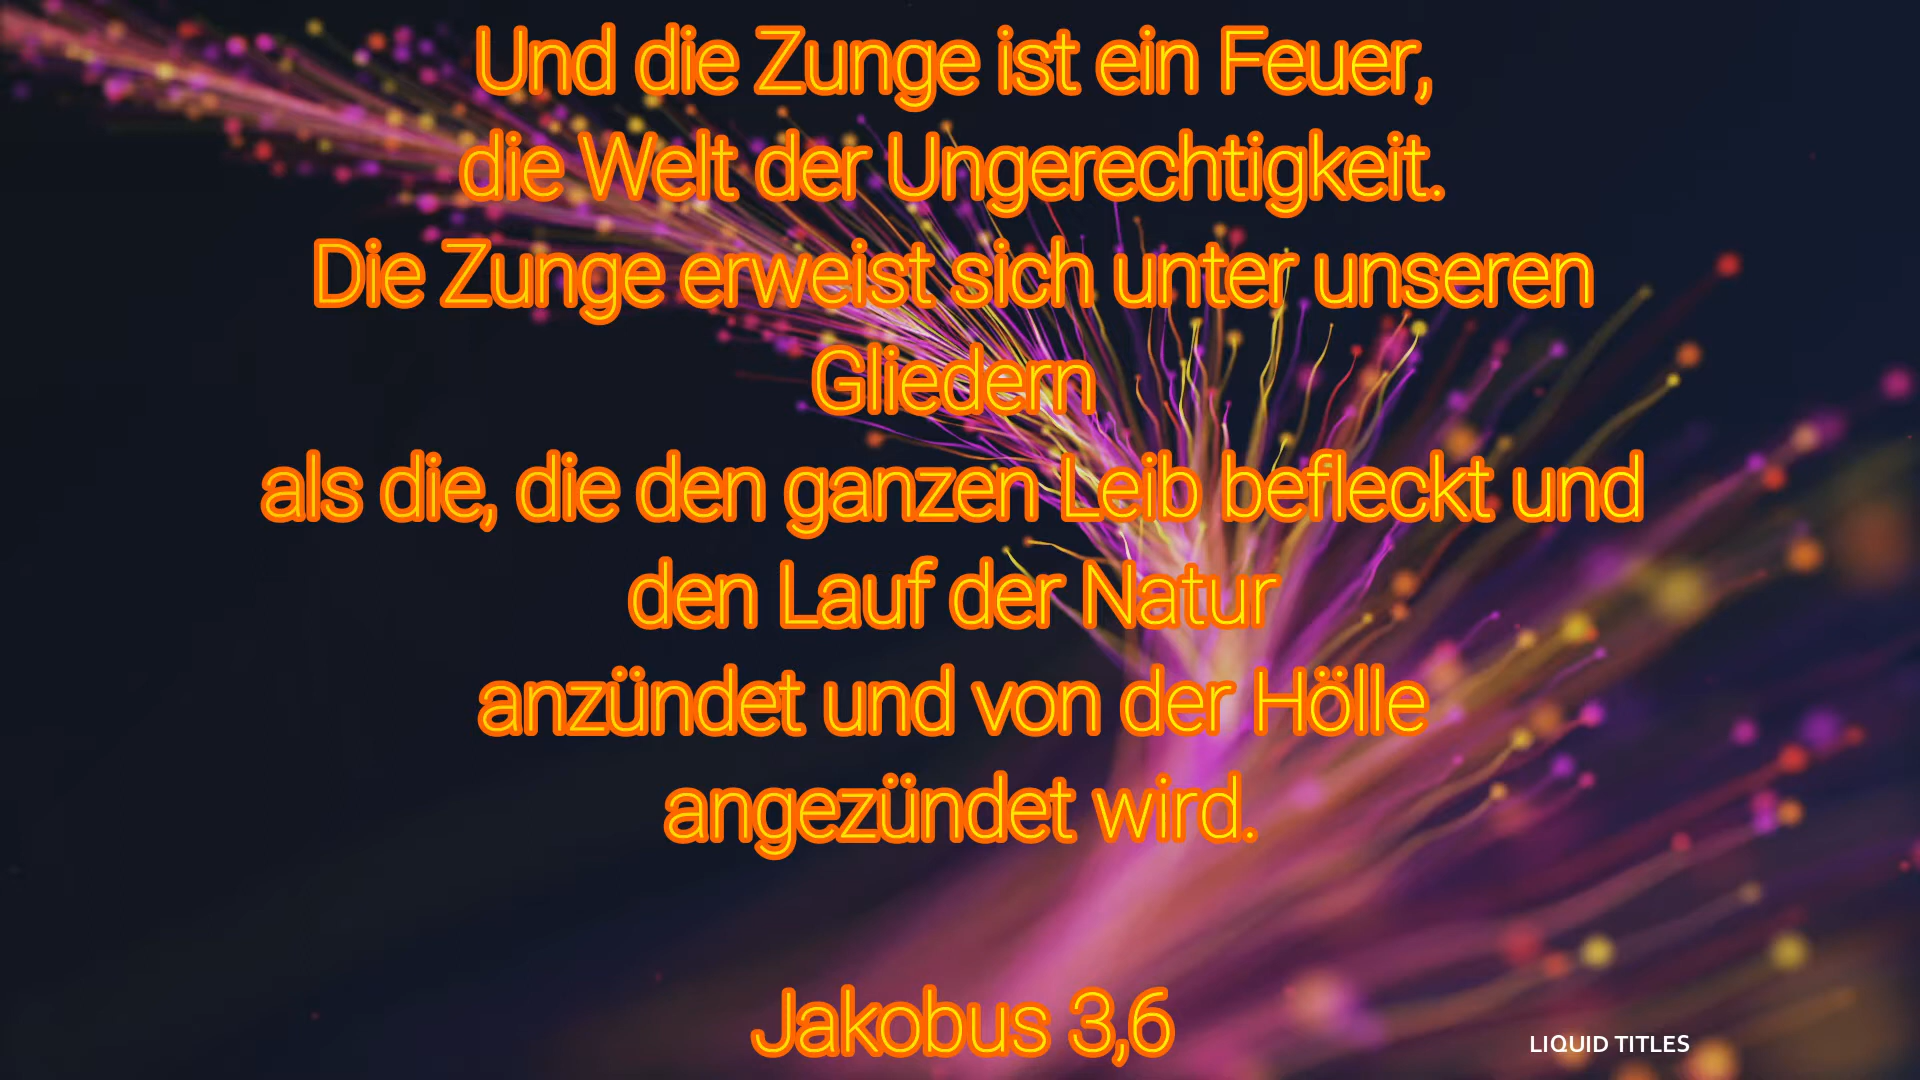 Und die Zunge ist ein Feuer,
die Welt der Ungerechtigkeit.
Die Zunge erweist sich unter unseren
Gliedern
als die, die den ganzen Leib befleckt und
den Lauf der Natur
anzündet und von der Hölle
angezündet wird.
Jakobus 3,6
LIQUID TITLES